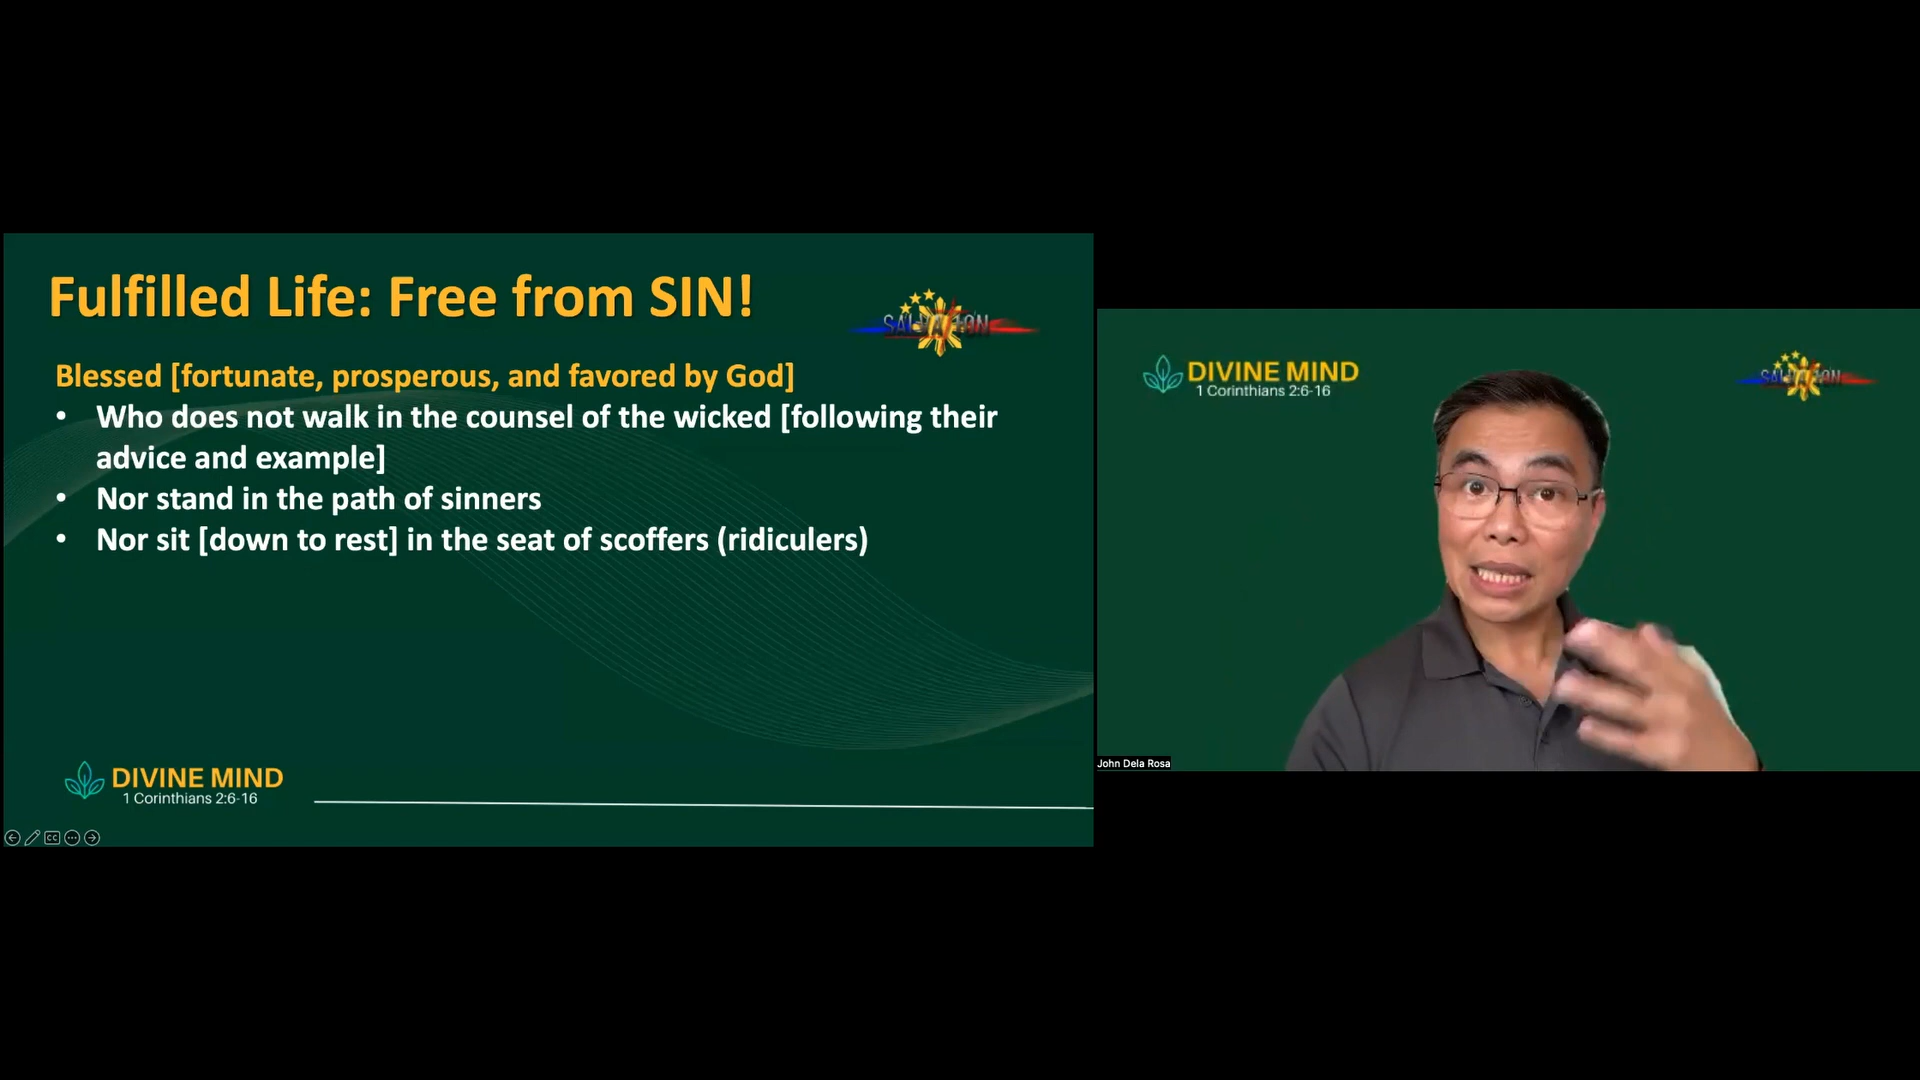 Fulfilled Life: Free from SIN!
SALVATION
Blessed [fortunate, prosperous, and favored by God]
• Who does not walk in the counsel of the wicked [following their
advice and example]
• Nor stand in the path of sinners
• Nor sit [down to rest] in the seat of scoffers (ridiculers)
DIVINE MIND
1 Corinthians 2:6-16
CC
DIVINE MIND
1 Corinthians 2:6-16
SALVATION
John Dela Rosa